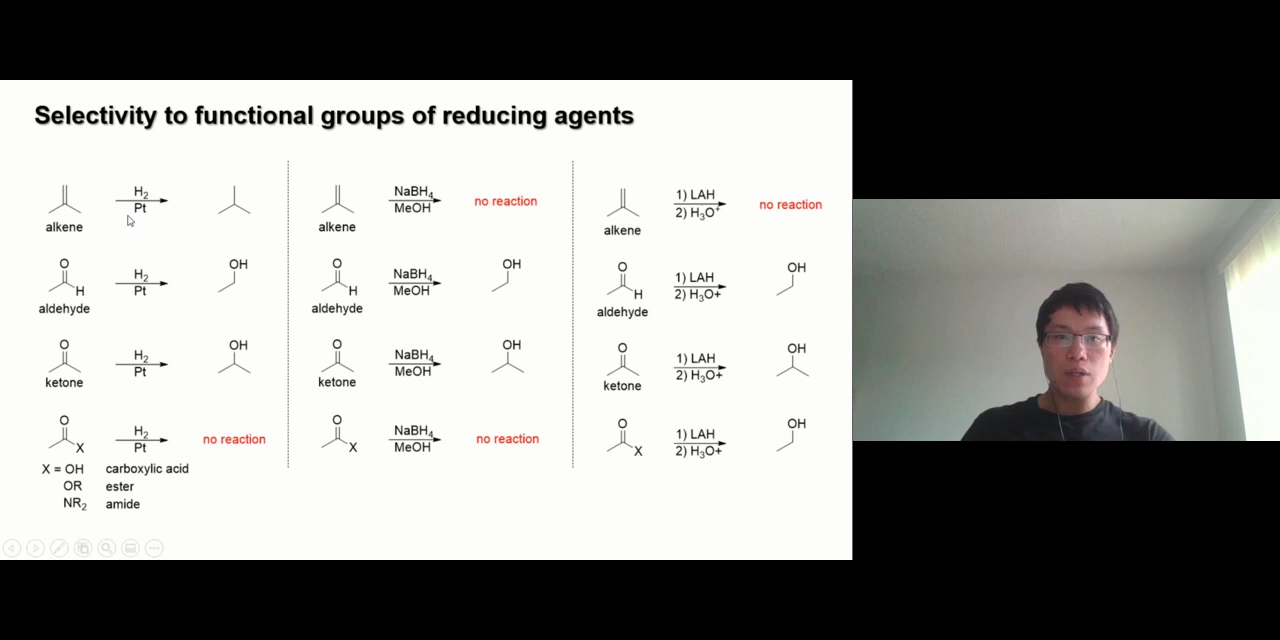 Selectivity to functional groups of reducing agents
H2
Pt
alkene
O
H
aldehyde
H2
Pt
OH
O
ketone
H2
Pt
OH
O
X
H2
Pt
no reaction
X = OH carboxylic acid
OR ester
NR2 amide
alkene
NaBH4
MeOH
no reaction
O
H
aldehyde
NaBH4
MeOH
OH
O
ketone
NaBH4
MeOH
OH
O
X
NaBH4
MeOH
no reaction
alkene
1) LAH
2) H3O+
no reaction
O
H
aldehyde
1) LAH
2) H3O+
OH
O
ketone
1) LAH
2) H3O+
OH
O
X
1) LAH
2) H3O+
OH